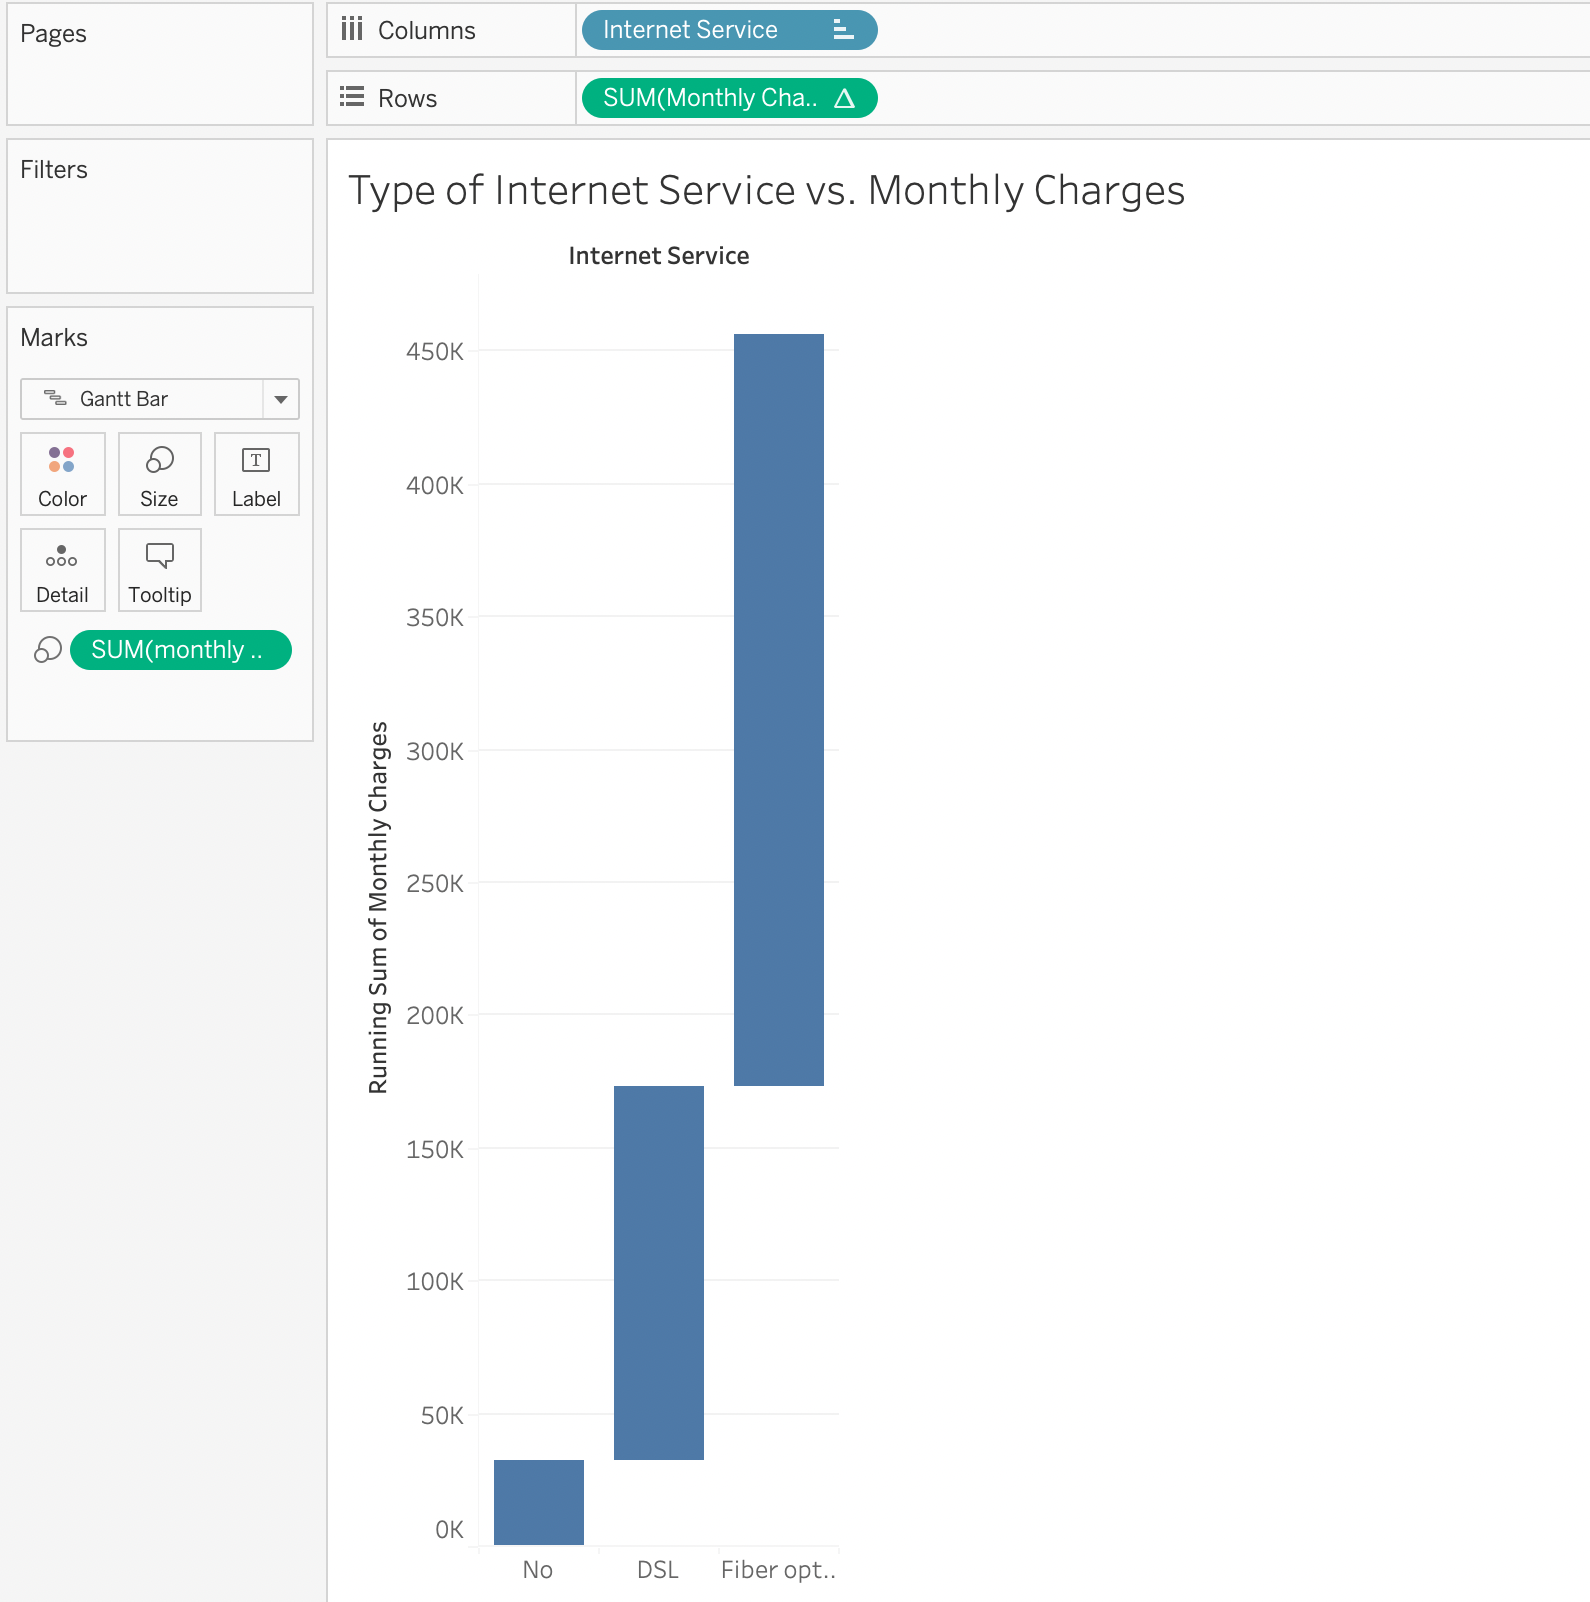 Pages
Columns
Internet Service
Rows
SUM(Monthly Cha..
Filters
Marks
Gantt Bar
Color
Size
T
Label
Detail
Tooltip
SUM(monthly ..
Type of Internet Service vs. Monthly Charges
Internet Service
Running Sum of Monthly Charges
450K
400K
350K
300K
250K
200K
150K
100K
50K
0K
No
DSL
Fiber opt..